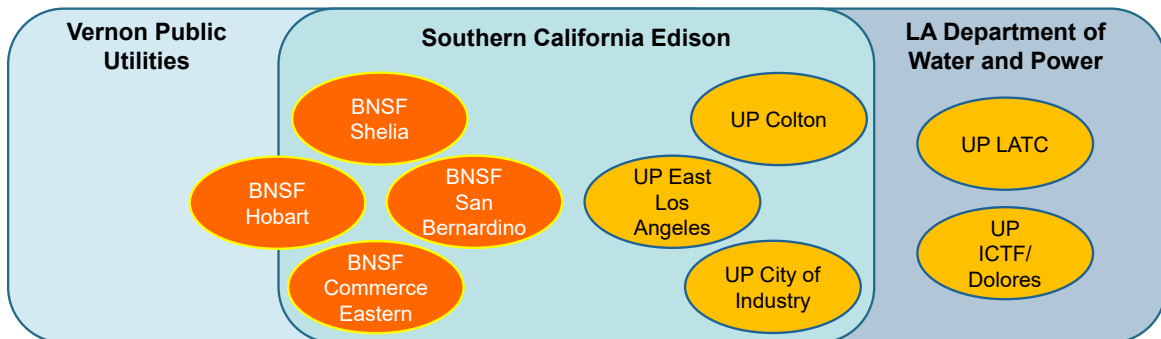 Vernon Public
Utilities
Southern California Edison
LA Department of
Water and Power
BNSF
Shelia
BNSF
Hobart
BNSF
San
Bernardino
BNSF
Commerce
Eastern
UP Colton
UP East
Los
Angeles
UP City of
Industry
UP LATC
UP
ICTF/
Dolores